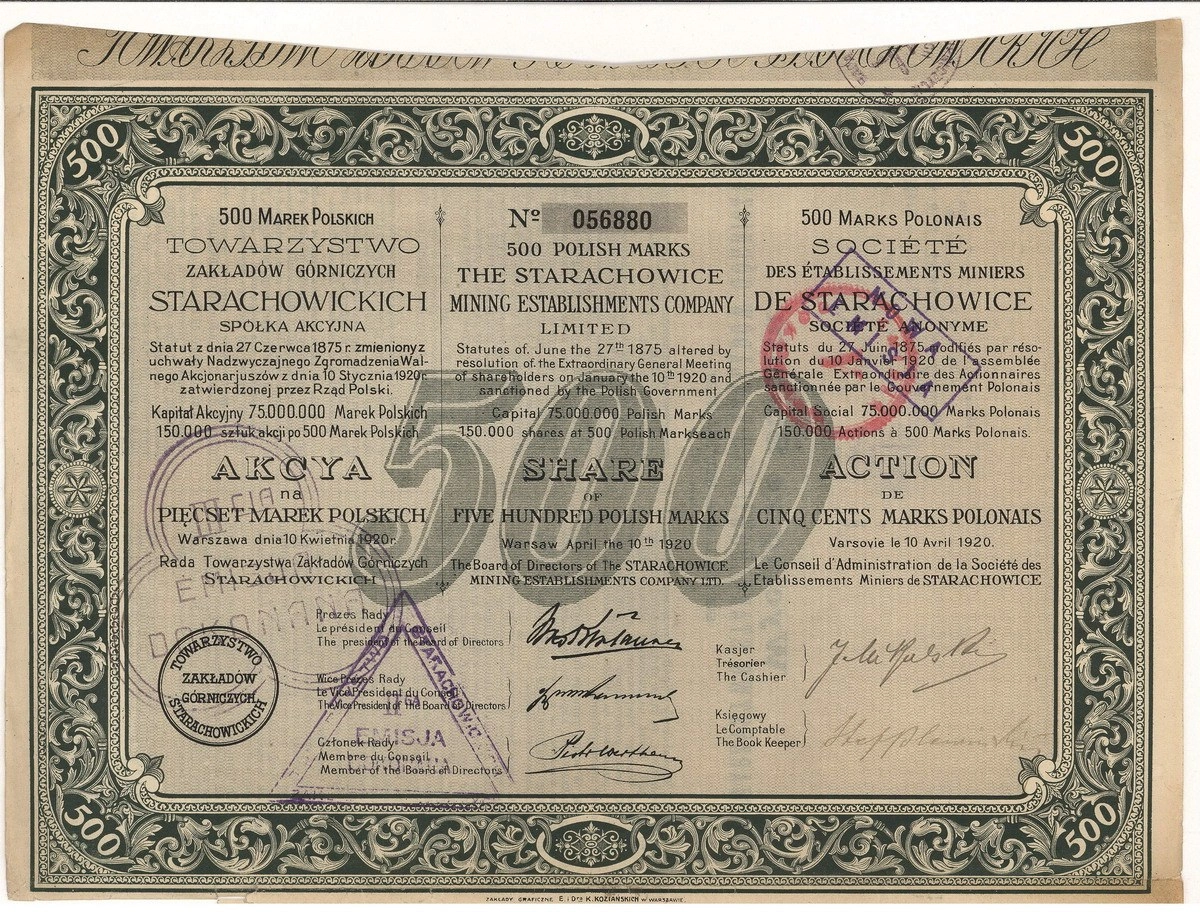 500
500
500 MAREK POLSKICH
TOWARZYSTWO
ZAKŁADÓW GÓRNICZYCH
STARACHOWICKICH
SPÓŁKA AKCYJNA
Statut z dnia 27 Czerwca 1875 r. zmieniony z
uchwały Nadzwyczajnego Zgromadzenia Wal-
nego Akcjonarjuszów z dnia 10 Stycznia 1920r.
zatwierdzonej przez Rząd Polski.
Kapitał Akcyjny 75.000.000 Marek Polskich
150.000 sztuk akcji po 500 Marek Polskich
AKCYA
na
PIĘCSET MAREK POLSKICH
Warszawa dnia 10 Kwietnia 1920 r.
Rada Towarzystwa Zakładów Górniczych
STARACHOWICKICH
Nº 056880
500 POLISH MARKS
THE STARACHOWICE
MINING ESTABLISHMENTS COMPANY
LIMITED
Statutes of June the 27th 1875 altered by
resolution of the Extraordinary General Meeting
of shareholders on January the 10th 1920 and
sanctioned by the Polish Government
Capital 75.000.000 Polish Marks
150.000 shares at 500 Polish Marks each
SHARE
OF
FIVE HUNDRED POLISH MARKS
Warsaw April the 10th 1920
The Board of Directors of The STARACHOWICE
MINING ESTABLISHMENTS COMPANY LTD.
500 MARKS POLONAIS
SOCIÉTÉ
DES ÉTABLISSEMENTS MINIERS
DE STARACHOWICE
SOCIÉTÉ ANONYME
Statuts du 27 Juin 1875 modifiés par réso-
lution du 10 Janvier 1920 de l'Assemblée
Générale Extraordinaire des Actionnaires
sanctionnée par le Gouvernement Polonais
Capital Social 75.000.000 Marks Polonais
150.000 Actions à 500 Marks Polonais.
ACTION
DE
CINQ CENTS MARKS POLONAIS
Varsovie le 10 Avril 1920.
Le Conseil d'Administration de la Société des
Etablissements Miniers de STARACHOWICE
500
NOWA
EMISJA
III-CIA
EMISJA
DOKONANA
Prezes Rady
Le président du Conseil
The president of the Board of Directors
Wice Prezes Rady
Le Vice Président du Conseil
The Vice President of the Board of Directors
Członek Rady
Membre du Conseil
Member of the Board of Directors
Kasjer
Trésorier
The Cashier
Księgowy
Le Comptable
The Book Keeper
TOWARZYSTWO
ZAKŁADÓW
GÓRNICZYCH
STARACHOWICKICH
EMISJA
500
500
ZAKŁADY GRAFICZNE E. i Dra K. KOZIAŃSKICH W WARSZAWIE.